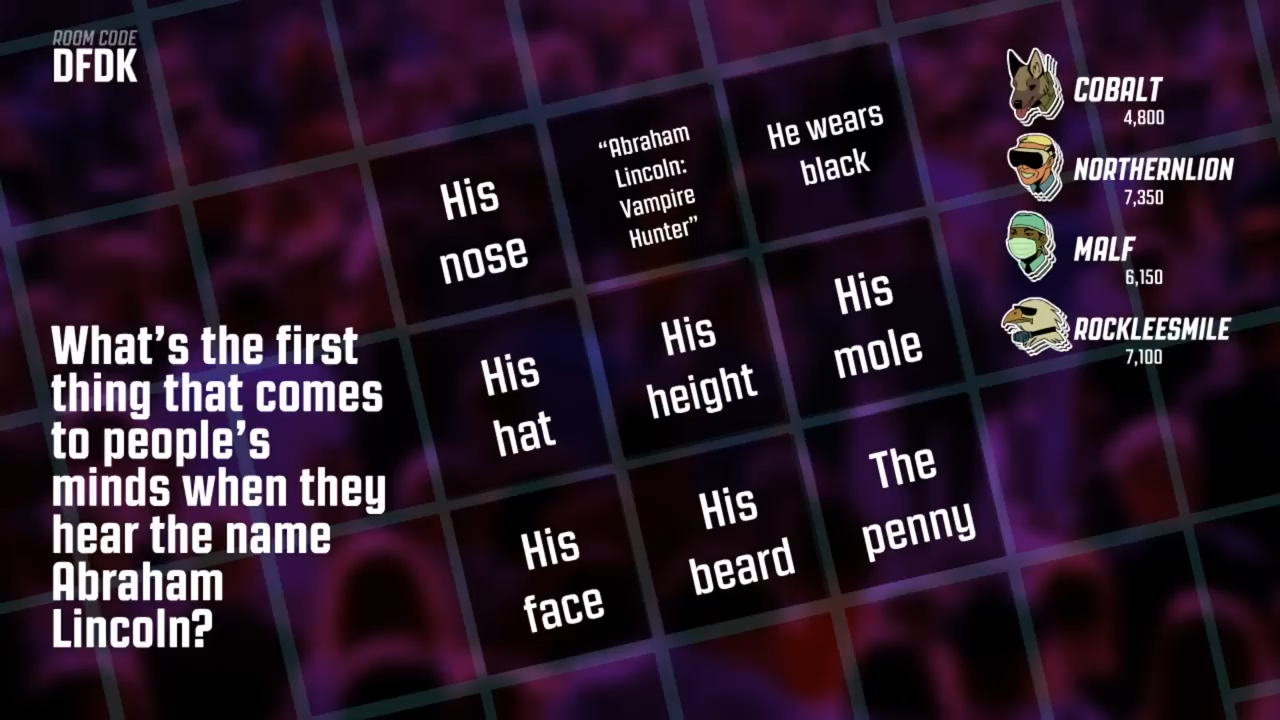 ROOM CODE
DFDK
What's the first
thing that comes
to people's
minds when they
hear the name
Abraham
Lincoln?
His
nose
“Abraham
Lincoln:
Vampire
Hunter”
He wears
black
His
hat
His
height
His
mole
His
face
His
beard
The
penny
COBALT
4,800
NORTHERNLION
7,350
MALF
6,150
ROCKLEESMILE
7,100